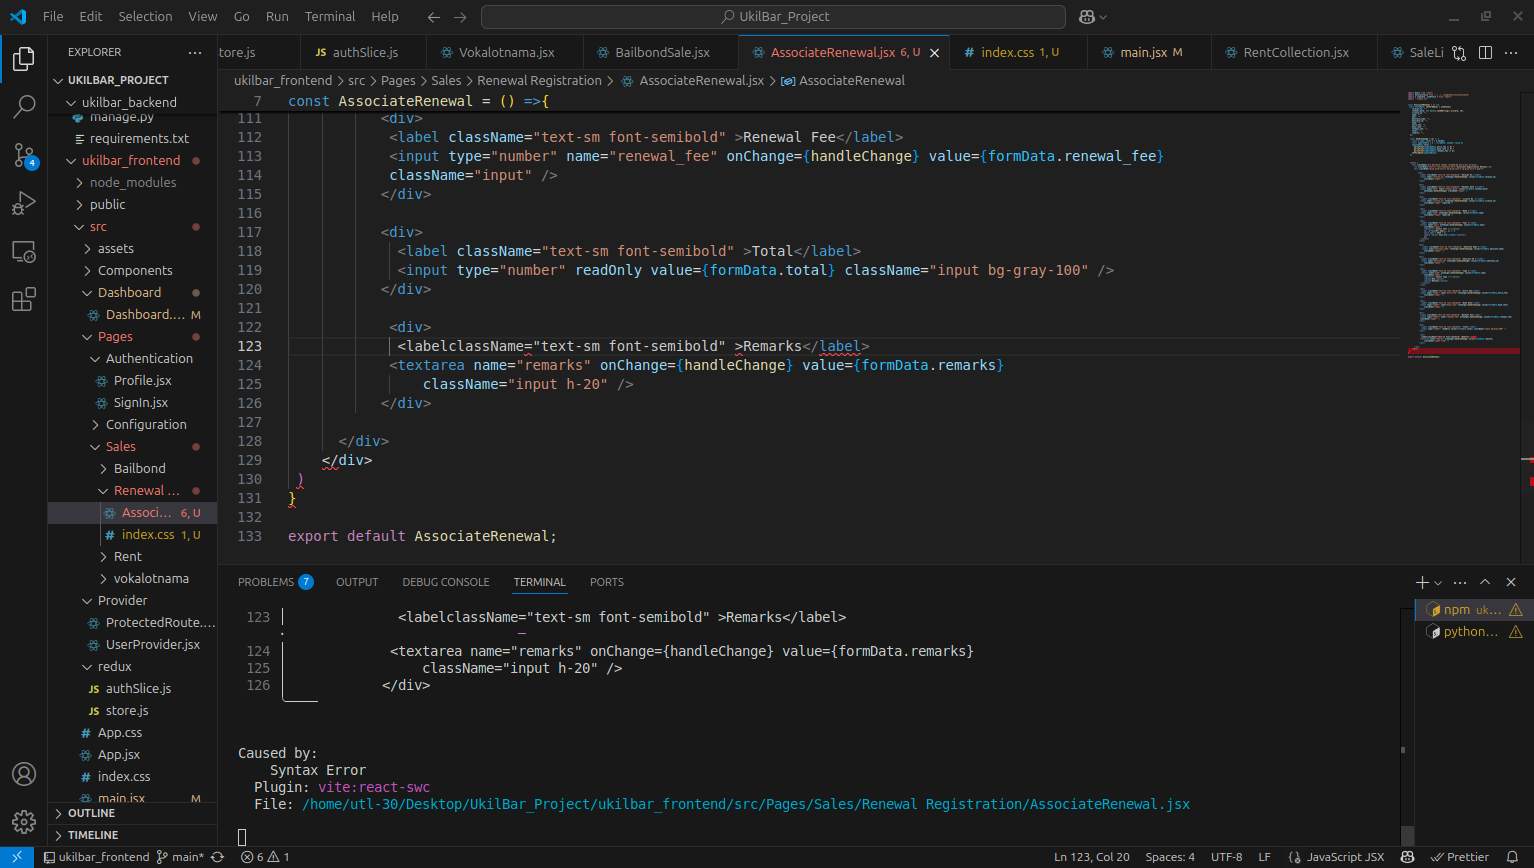 File Edit Selection View Go Run Terminal Help
UkilBar_Project
EXPLORER
UKILBAR_PROJECT
ukilbar_backend
manage.py
requirements.txt
ukilbar_frontend
node_modules
public
src
assets
Components
Dashboard
Dashboard.... M
Pages
Authentication
Profile.jsx
SignIn.jsx
Configuration
Sales
Bailbond
Renewal ...
Associ... 6, U
index.css 1, U
Rent
vokalotnama
Provider
ProtectedRoute....
UserProvider.jsx
redux
JS authSlice.js
JS store.js
App.css
App.jsx
index.css
main.jsx M
OUTLINE
TIMELINE
4
tore.js
JS authSlice.js
Vokalotnama.jsx
BailbondSale.jsx
AssociateRenewal.jsx 6, U
index.css 1, U
main.jsx M
RentCollection.jsx
SaleLi
ukilbar_frontend > src > Pages > Sales > Renewal Registration > AssociateRenewal.jsx > AssociateRenewal
7 const AssociateRenewal = () =>{
111 <div>
112 <label className="text-sm font-semibold" >Renewal Fee</label>
113 <input type="number" name="renewal_fee" onChange={handleChange} value={formData.renewal_fee}
114 className="input" />
115 </div>
116
117 <div>
118 <label className="text-sm font-semibold" >Total</label>
119 <input type="number" readOnly value={formData.total} className="input bg-gray-100" />
120 </div>
121
122 <div>
123 <labelclassName="text-sm font-semibold" >Remarks</label>
124 <textarea name="remarks" onChange={handleChange} value={formData.remarks}
125 className="input h-20" />
126 </div>
127
128 </div>
129 </div>
130 )
131 }
132
133 export default AssociateRenewal;
PROBLEMS 7 OUTPUT DEBUG CONSOLE TERMINAL PORTS
123 <labelclassName="text-sm font-semibold" >Remarks</label>
124 <textarea name="remarks" onChange={handleChange} value={formData.remarks}
125 className="input h-20" />
126 </div>
Caused by:
Syntax Error
Plugin: vite:react-swc
File: /home/utl-30/Desktop/UkilBar_Project/ukilbar_frontend/src/Pages/Sales/Renewal Registration/AssociateRenewal.jsx
npm uk...
python...
ukilbar_frontend main* 6 1
Ln 123, Col 20 Spaces: 4 UTF-8 LF JavaScript JSX Prettier